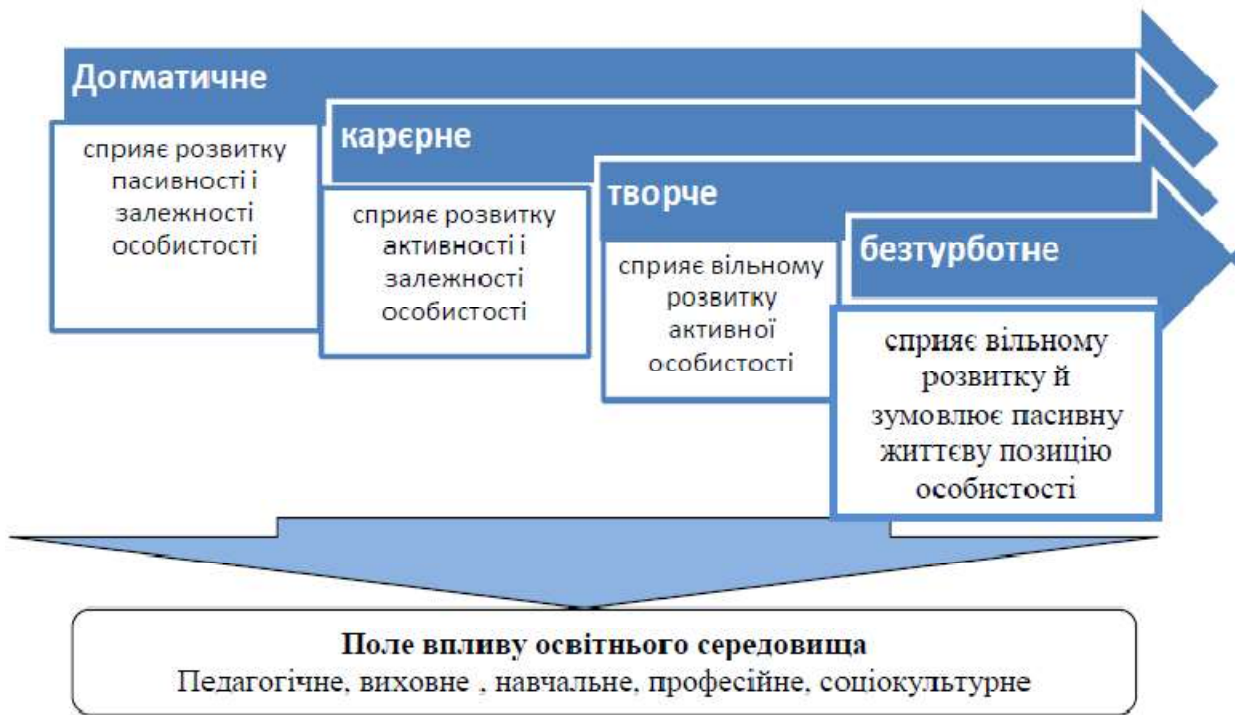 Догматичне
сприяє розвитку
пасивності і
залежності
особистості
карєрне
сприяє розвитку
активності і
залежності
особистості
творче
сприяє вільному
розвитку
активної
особистості
безтурботне
сприяє вільному
розвитку й
зумовлює пасивну
життєву позицію
особистості
Поле впливу освітнього середовища
Педагогічне, виховне , навчальне, професійне, соціокультурне